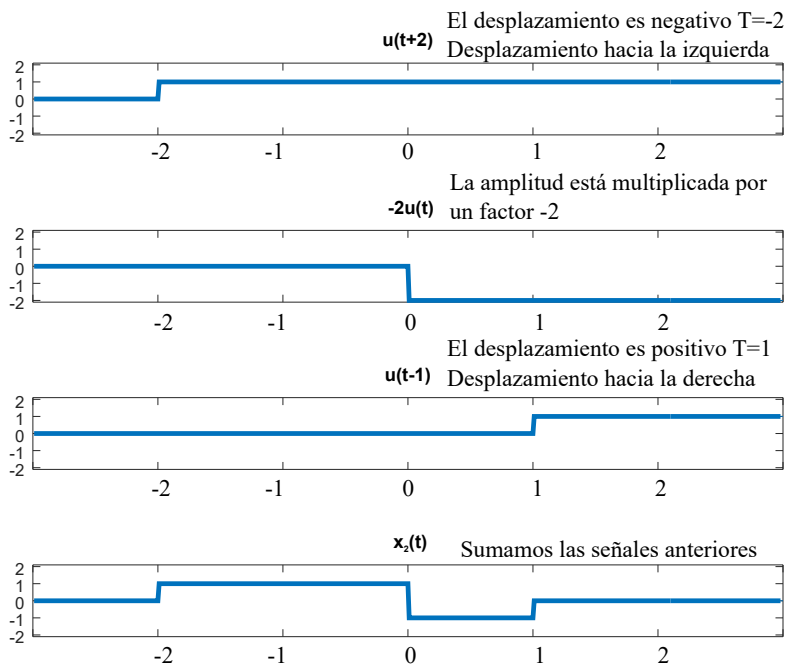 El desplazamiento es negativo T=-2
u(t+2)
Desplazamiento hacia la izquierda
2
1
0
-1
-2
-2 -1 0 1 2
La amplitud está multiplicada por
-2u(t)
un factor -2
2
1
0
-1
-2
-2 -1 0 1 2
El desplazamiento es positivo T=1
u(t-1)
Desplazamiento hacia la derecha
2
1
0
-1
-2
-2 -1 0 1 2
x₂(t)
Sumamos las señales anteriores
2
1
0
-1
-2
-2 -1 0 1 2